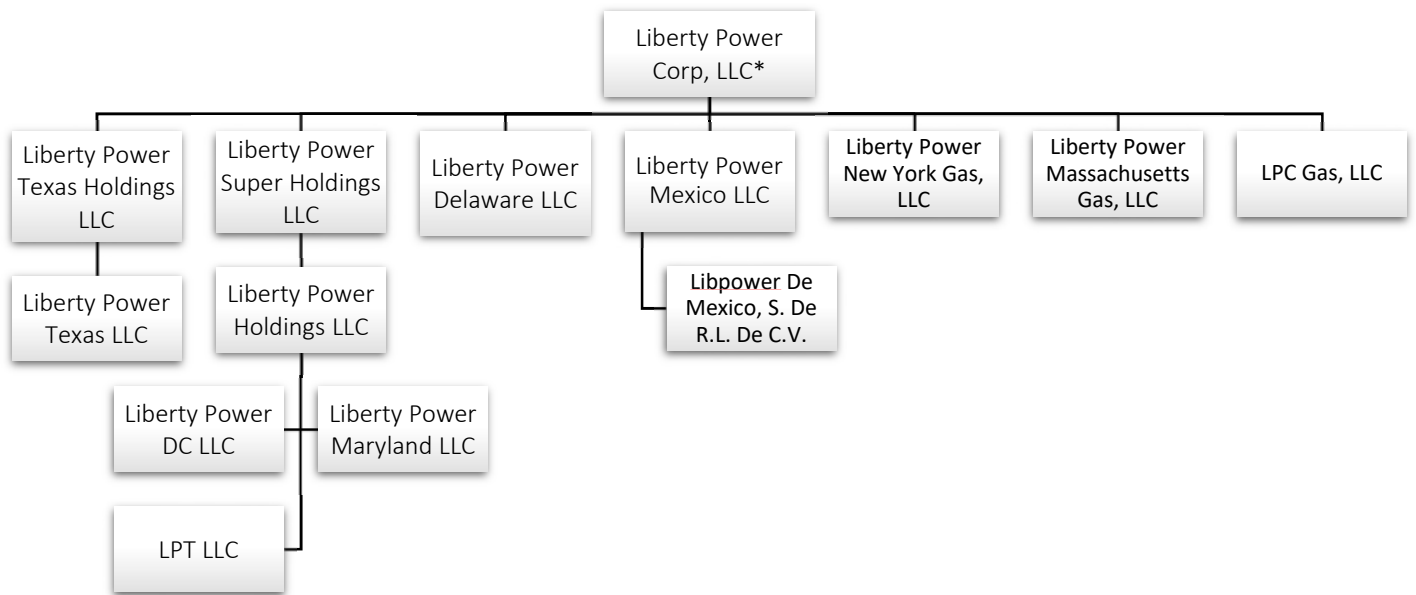 Liberty Power
Corp, LLC*
Liberty Power
Texas Holdings
LLC
Liberty Power
Super Holdings
LLC
Liberty Power
Delaware LLC
Liberty Power
Mexico LLC
Liberty Power
New York Gas,
LLC
Liberty Power
Massachusetts
Gas, LLC
LPC Gas, LLC
Liberty Power
Texas LLC
Liberty Power
Holdings LLC
Libpower De
Mexico, S. De
R.L. De C.V.
Liberty Power
DC LLC
Liberty Power
Maryland LLC
LPT LLC